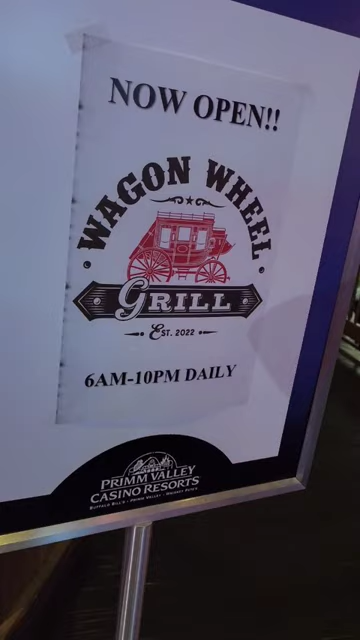 NOW OPEN!!
WAGON WHEEL
GRILL
EST. 2022
6AM-10PM DAILY
PRIMM VALLEY
CASINO RESORTS
BUFFALO BILL'S • PRIMM VALLEY • WHISKEY PETE'S